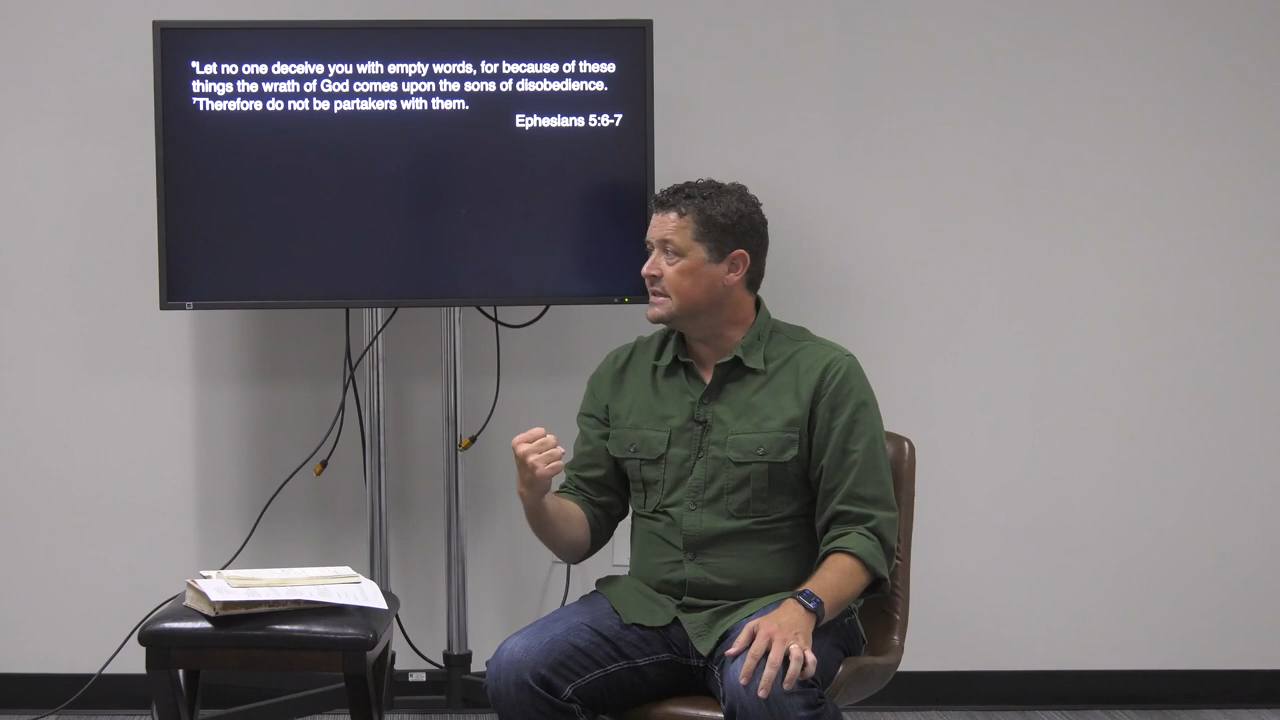 ⁶Let no one deceive you with empty words, for because of these
things the wrath of God comes upon the sons of disobedience.
⁷Therefore do not be partakers with them.
Ephesians 5:6-7